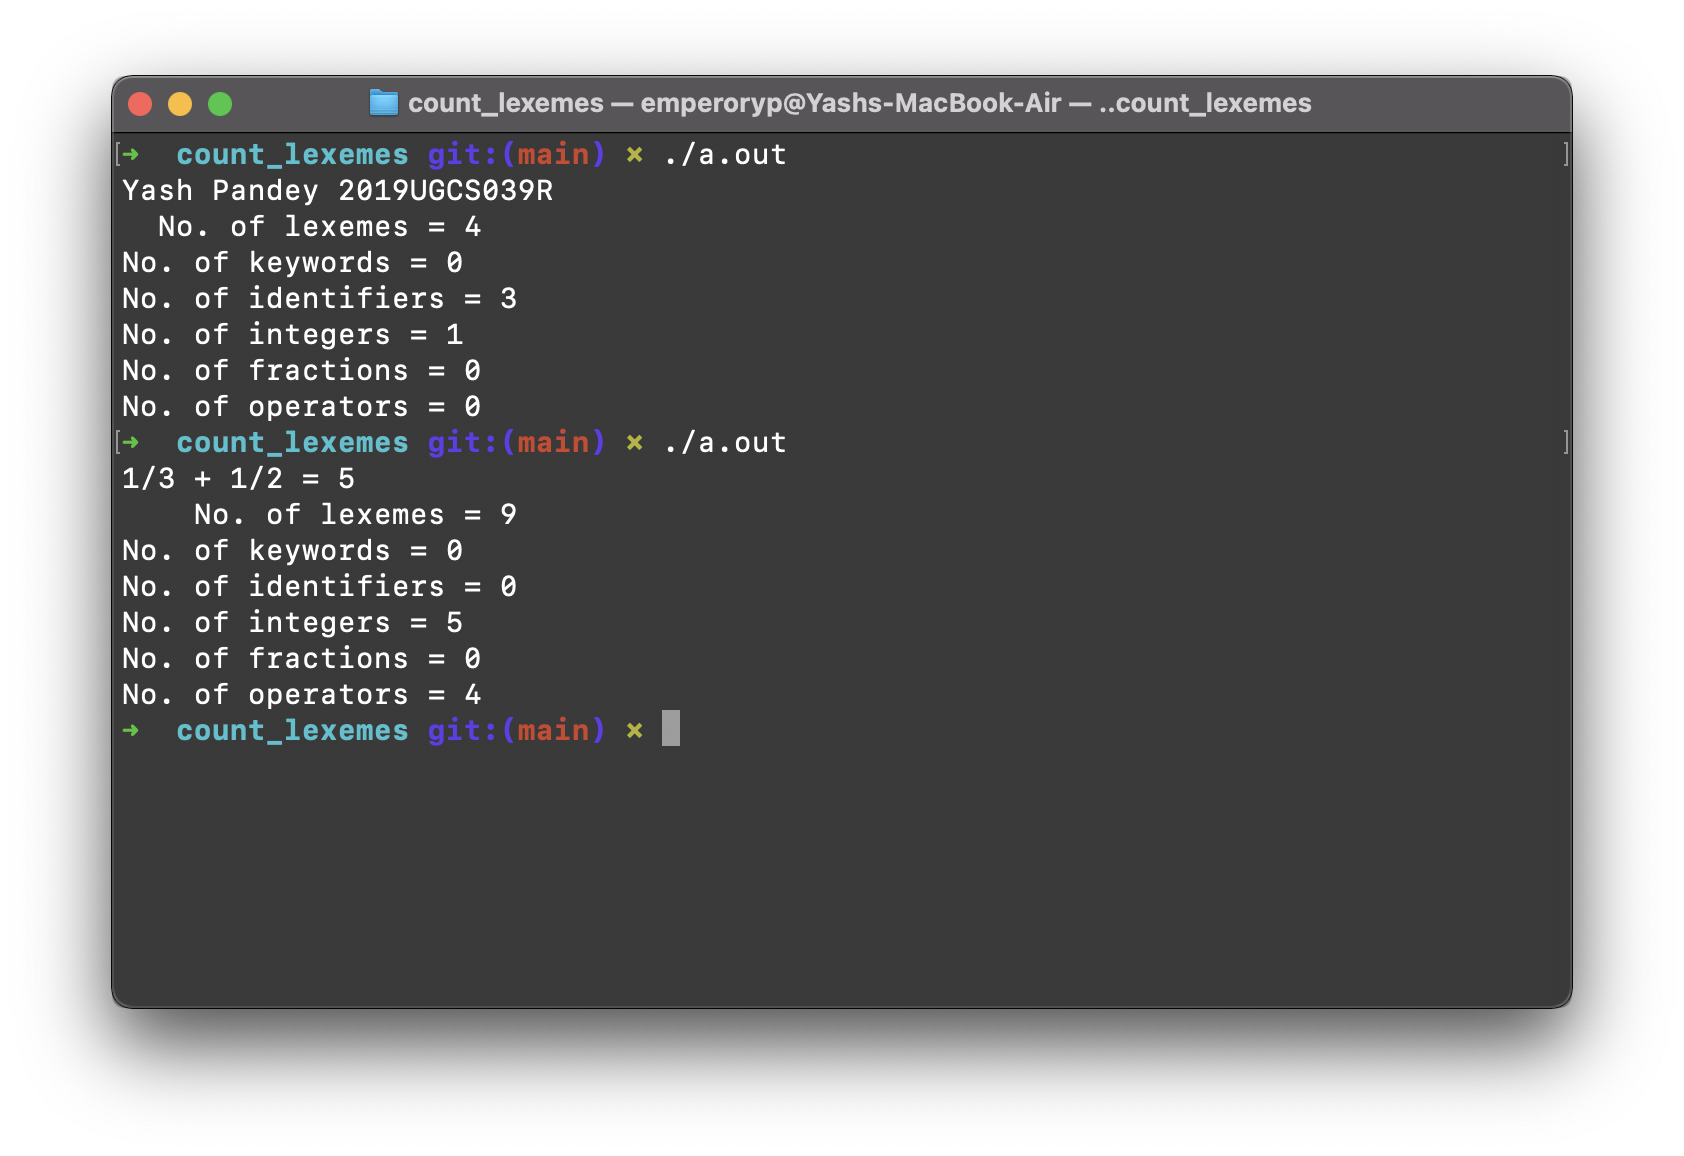 count_lexemes — emperoryp@Yashs-MacBook-Air — ..count_lexemes
[➜  count_lexemes git:(main) ✗ ./a.out ]
Yash Pandey 2019UGCS039R
  No. of lexemes = 4
No. of keywords = 0
No. of identifiers = 3
No. of integers = 1
No. of fractions = 0
No. of operators = 0
[➜  count_lexemes git:(main) ✗ ./a.out ]
1/3 + 1/2 = 5
    No. of lexemes = 9
No. of keywords = 0
No. of identifiers = 0
No. of integers = 5
No. of fractions = 0
No. of operators = 4
➜  count_lexemes git:(main) ✗